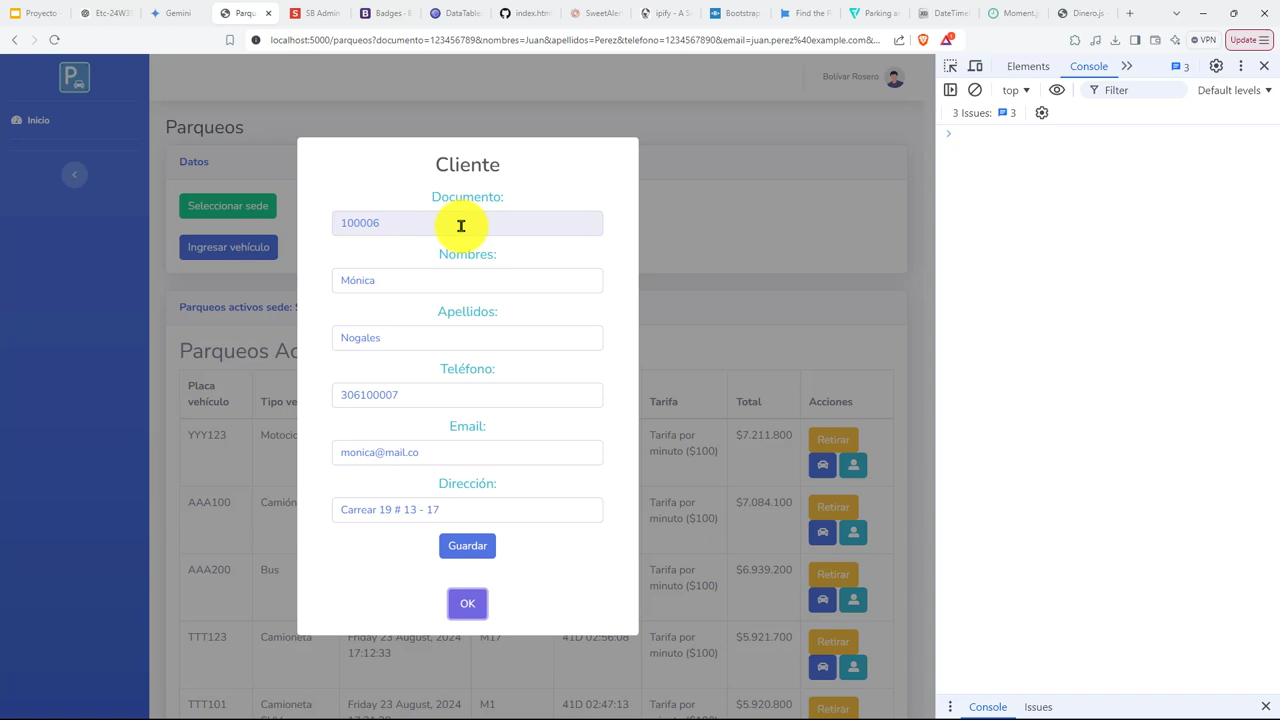 Proyecto -
Etc-24W3
Gemini
Parqu
SB Admin
Badges - B
DataTable
index.htm
SweetAler
ipify - A S
Bootstrap
Find the F
Parking ar
DateTime
Moment.j
Dinero.js -
localhost:5000/parqueos?documento=123456789&nombres=Juan&apellidos=Perez&telefono=1234567890&email=juan.perez%40example.com&...
VPN
Update
P
Bolívar Rosero
Inicio
Parqueos
Datos
Seleccionar sede
Ingresar vehículo
Parqueos activos sede: S
Parqueos Ac
Placa vehículo
Tipo ve
Tarifa
Total
Acciones
YYY123
Motocic
Tarifa por minuto ($100)
$7.211.800
Retirar
AAA100
Camión
Tarifa por minuto ($100)
$7.084.100
Retirar
AAA200
Bus
Tarifa por minuto ($100)
$6.939.200
Retirar
TTT123
Camioneta
Friday 23 August, 2024 17:12:33
M17
41D 02:56:08
Tarifa por minuto ($100)
$5.921.700
Retirar
TTT101
Camioneta
Friday 23 August, 2024
M1
41D 02:47:13
Tarifa por
$5.920.800
Retirar
Cliente
Documento:
100006
Nombres:
Mónica
Apellidos:
Nogales
Teléfono:
306100007
Email:
monica@mail.co
Dirección:
Carrear 19 # 13 - 17
Guardar
OK
Elements
Console
3
top
Filter
Default levels
3 Issues:
3
Console
Issues